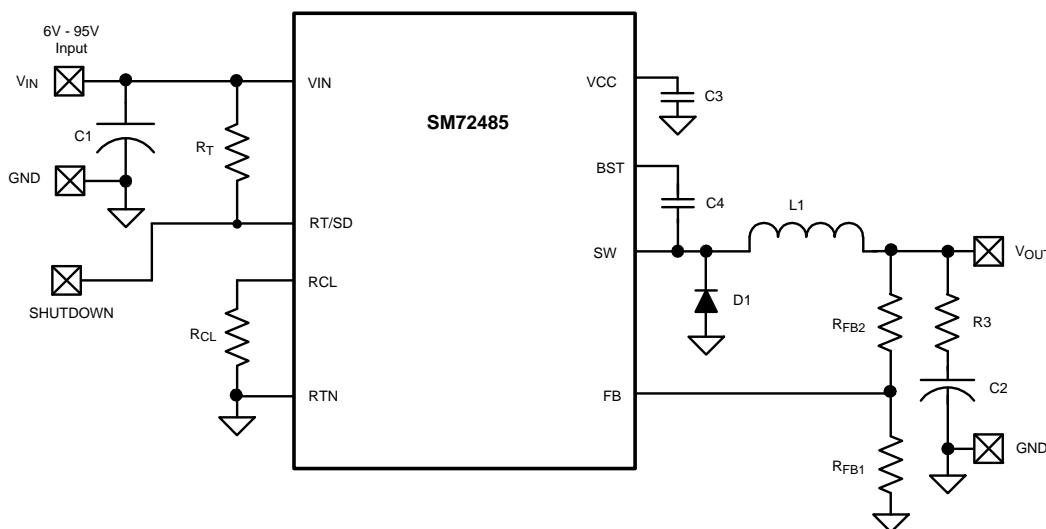 6V - 95V
Input
VIN
C1
GND
SHUTDOWN
RT
RCL
SM72485
VIN
RT/SD
RCL
RTN
VCC
BST
SW
FB
C3
C4
L1
D1
RFB2
RFB1
R3
C2
VOUT
GND